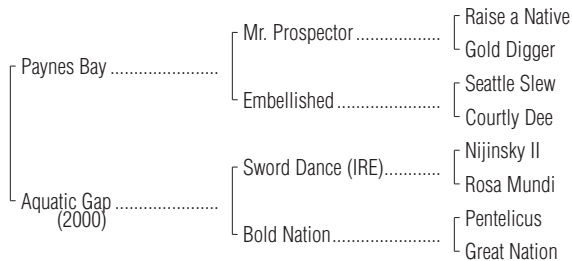 Raise a Native
Mr. Prospector ..................
Gold Digger
Paynes Bay .......................
Seattle Slew
Embellished ......................
Courtly Dee
Nijinsky II
Sword Dance (IRE)............
Rosa Mundi
Aquatic Gap ......................
(2000)
Pentelicus
Bold Nation.......................
Great Nation